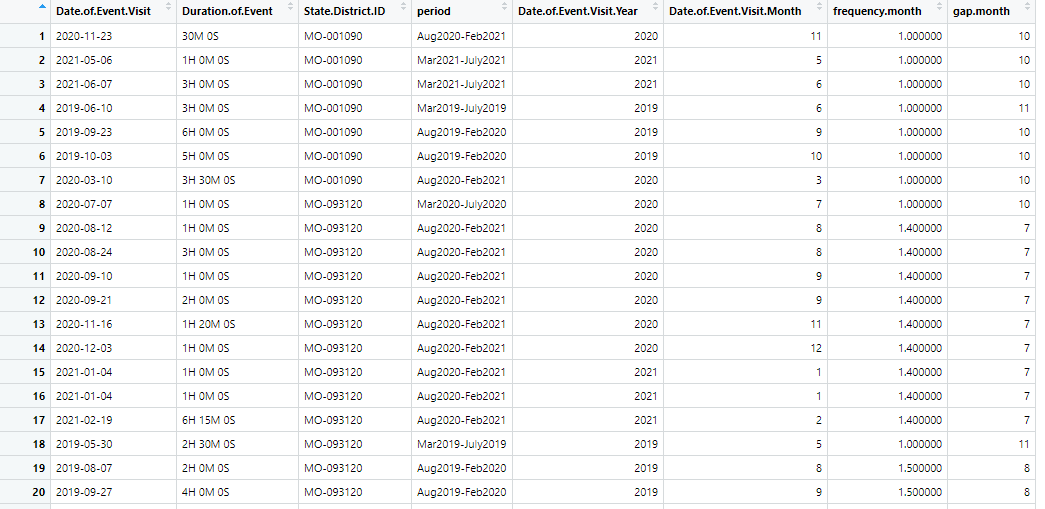 Date.of.Event.Visit Duration.of.Event State.District.ID period Date.of.Event.Visit.Year Date.of.Event.Visit.Month frequency.month gap.month
1 2020-11-23 30M 0S MO-001090 Aug2020-Feb2021 2020 11 1.000000 10
2 2021-05-06 1H 0M 0S MO-001090 Mar2021-July2021 2021 5 1.000000 10
3 2021-06-07 3H 0M 0S MO-001090 Mar2021-July2021 2021 6 1.000000 10
4 2019-06-10 3H 0M 0S MO-001090 Mar2019-July2019 2019 6 1.000000 11
5 2019-09-23 6H 0M 0S MO-001090 Aug2019-Feb2020 2019 9 1.000000 10
6 2019-10-03 5H 0M 0S MO-001090 Aug2019-Feb2020 2019 10 1.000000 10
7 2020-03-10 3H 30M 0S MO-001090 Aug2020-Feb2021 2020 3 1.000000 10
8 2020-07-07 1H 0M 0S MO-093120 Mar2020-July2020 2020 7 1.000000 10
9 2020-08-12 1H 0M 0S MO-093120 Aug2020-Feb2021 2020 8 1.400000 7
10 2020-08-24 3H 0M 0S MO-093120 Aug2020-Feb2021 2020 8 1.400000 7
11 2020-09-10 1H 0M 0S MO-093120 Aug2020-Feb2021 2020 9 1.400000 7
12 2020-09-21 2H 0M 0S MO-093120 Aug2020-Feb2021 2020 9 1.400000 7
13 2020-11-16 1H 20M 0S MO-093120 Aug2020-Feb2021 2020 11 1.400000 7
14 2020-12-03 1H 0M 0S MO-093120 Aug2020-Feb2021 2020 12 1.400000 7
15 2021-01-04 1H 0M 0S MO-093120 Aug2020-Feb2021 2021 1 1.400000 7
16 2021-01-04 1H 0M 0S MO-093120 Aug2020-Feb2021 2021 1 1.400000 7
17 2021-02-19 6H 15M 0S MO-093120 Aug2020-Feb2021 2021 2 1.400000 7
18 2019-05-30 2H 30M 0S MO-093120 Mar2019-July2019 2019 5 1.000000 11
19 2019-08-07 2H 0M 0S MO-093120 Aug2019-Feb2020 2019 8 1.500000 8
20 2019-09-27 4H 0M 0S MO-093120 Aug2019-Feb2020 2019 9 1.500000 8